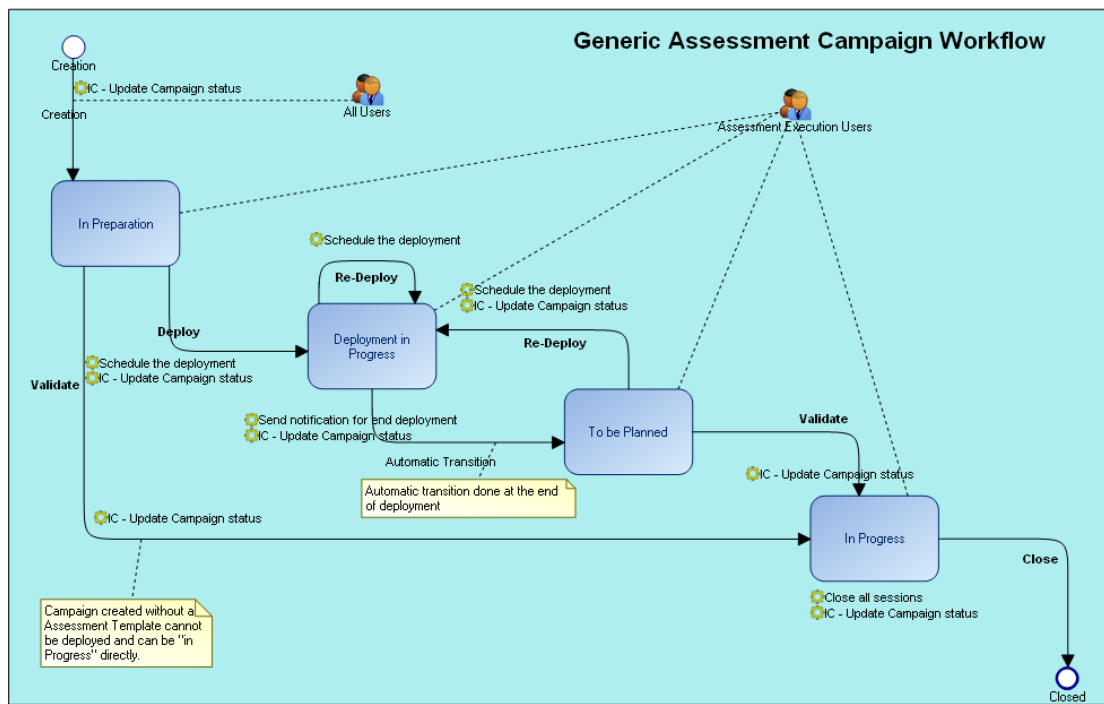 Generic Assessment Campaign Workflow
Creation
IC - Update Campaign status
All Users
Creation
Assessment Execution Users
In Preparation
Schedule the deployment
Re-Deploy
Schedule the deployment
IC - Update Campaign status
Deploy
Deployment in
Progress
Re-Deploy
Schedule the deployment
IC - Update Campaign status
Validate
Send notification for end deployment
IC - Update Campaign status
To be Planned
Validate
Automatic Transition
IC - Update Campaign status
Automatic transition done at the end
of deployment
IC - Update Campaign status
In Progress
Close
Campaign created without a
Assessment Template cannot
be deployed and can be "in
Progress" directly.
Close all sessions
IC - Update Campaign status
Closed